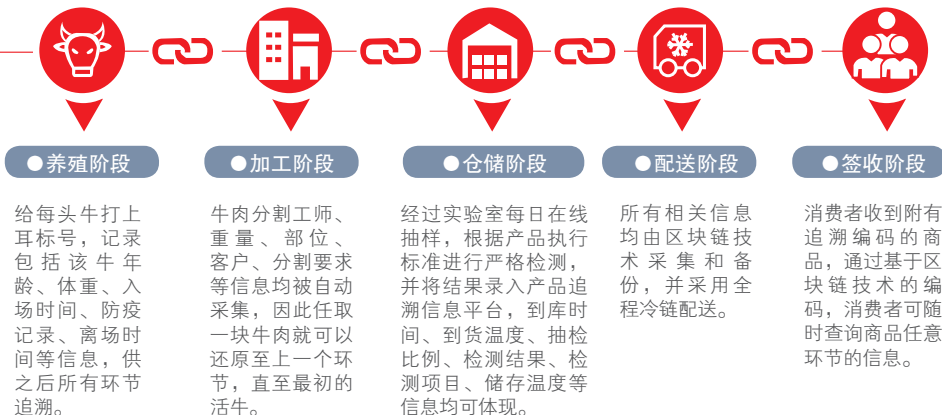 ●养殖阶段
给每头牛打上
耳标号，记录
包括该牛年
龄、体重、入
场时间、防疫
记录、离场时
间等信息，供
之后所有环节
追溯。
●加工阶段
牛肉分割工师、
重量、部位、
客户、分割要求
等信息均被自动
采集，因此任取
一块牛肉就可以
还原至上一个环
节，直至最初的
活牛。
●仓储阶段
经过实验室每日在线
抽样，根据产品执行
标准进行严格检测，
并将结果录入产品追
溯信息平台，到库时
间、到货温度、抽检
比例、检测结果、检
测项目、储存温度等
信息均可体现。
●配送阶段
所有相关信息
均由区块链技
术采集和备
份，并采用全
程冷链配送。
●签收阶段
消费者收到附有
追溯编码的商
品，通过基于区
块链技术的编
码，消费者可随
时查询商品任意
环节的信息。